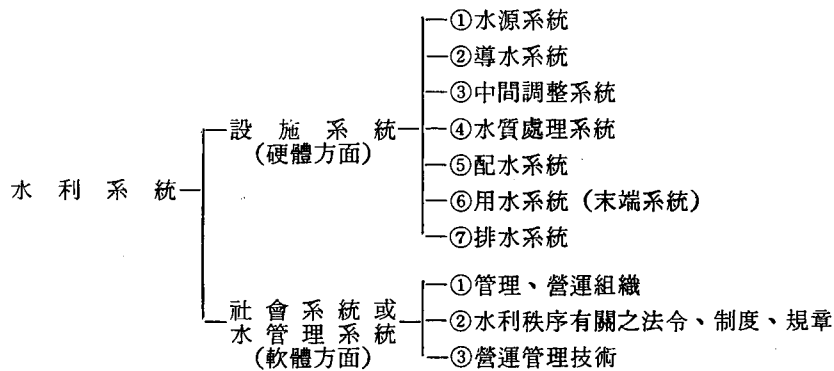 水利系統
設施系統
(硬體方面)
①水源系統
②導水系統
③中間調整系統
④水質處理系統
⑤配水系統
⑥用水系統（末端系統）
⑦排水系統
社會系統或
水管理系統
(軟體方面)
①管理、營運組織
②水利秩序有關之法令、制度、規章
③營運管理技術